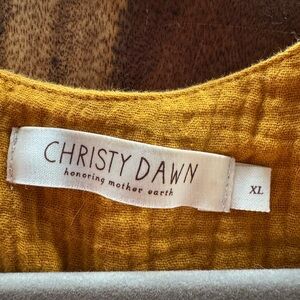 CHRISTY DAWN
honoring mother earth
XL